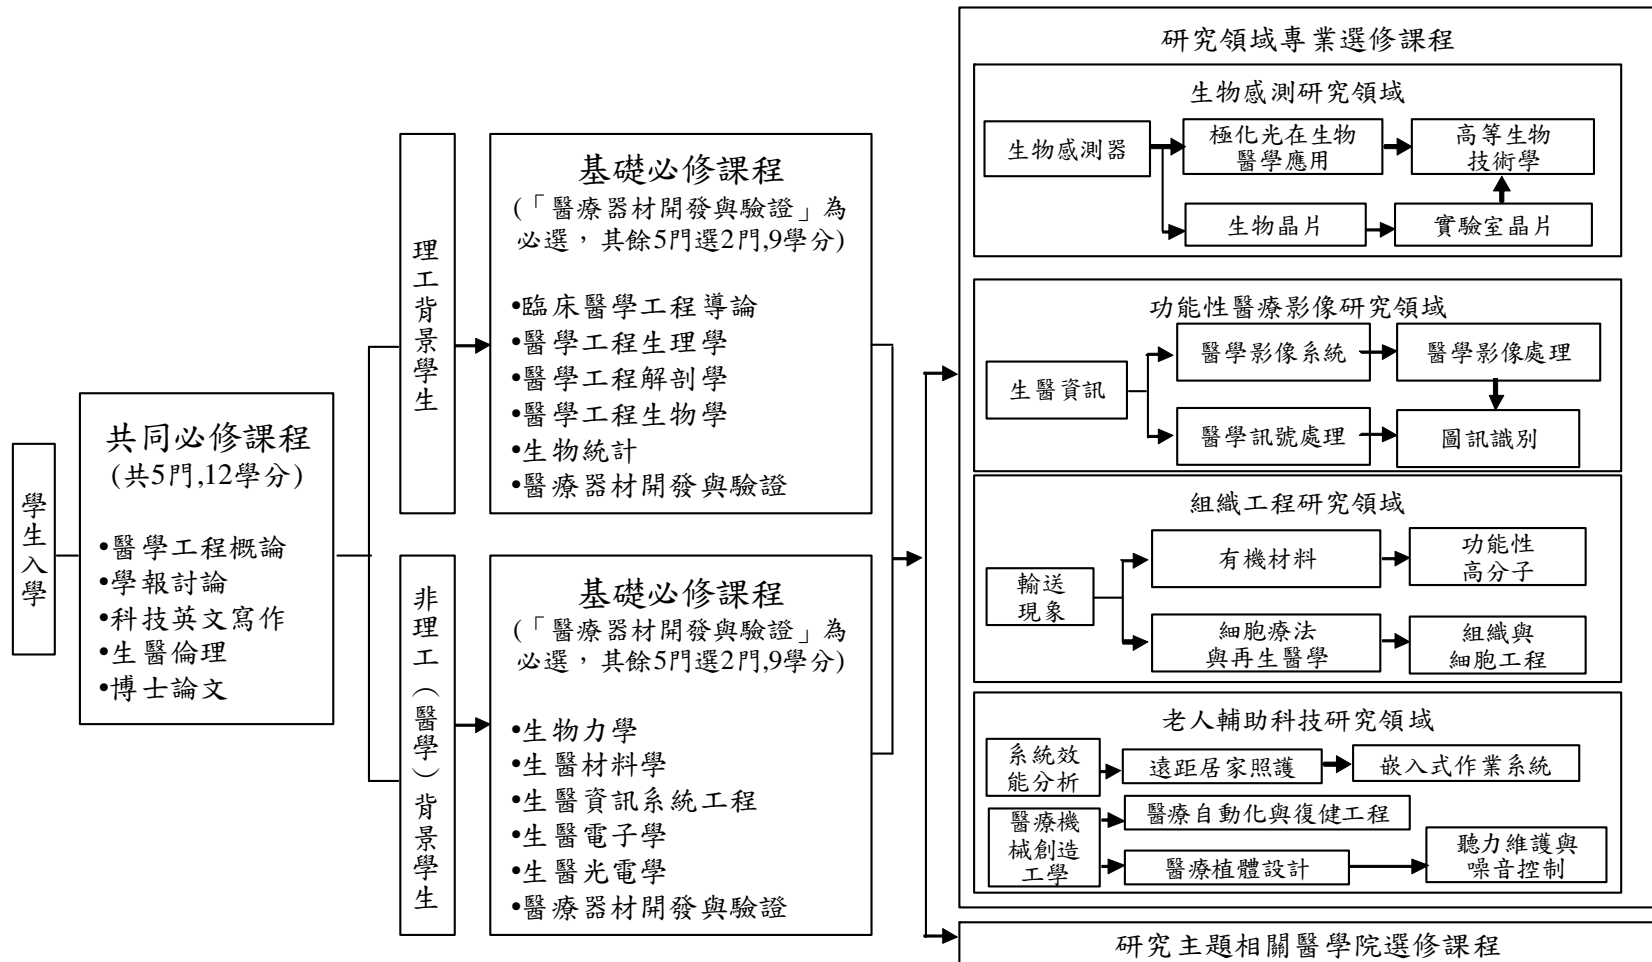 學生入學
共同必修課程
(共5門,12學分)
•醫學工程概論
•學報討論
•科技英文寫作
•生醫倫理
•博士論文
理工背景學生
基礎必修課程
(「醫療器材開發與驗證」為
必選，其餘5門選2門,9學分)
•臨床醫學工程導論
•醫學工程生理學
•醫學工程解剖學
•醫學工程生物學
•生物統計
•醫療器材開發與驗證
非理工（醫學）背景學生
基礎必修課程
(「醫療器材開發與驗證」為
必選，其餘5門選2門,9學分)
•生物力學
•生醫材料學
•生醫資訊系統工程
•生醫電子學
•生醫光電學
•醫療器材開發與驗證
研究領域專業選修課程
生物感測研究領域
生物感測器
極化光在生物
醫學應用
高等生物
技術學
生物晶片
實驗室晶片
功能性醫療影像研究領域
生醫資訊
醫學影像系統
醫學影像處理
醫學訊號處理
圖訊識別
組織工程研究領域
輸送
現象
有機材料
功能性
高分子
細胞療法
與再生醫學
組織與
細胞工程
老人輔助科技研究領域
系統效
能分析
遠距居家照護
嵌入式作業系統
醫療機
械創造
工學
醫療自動化與復健工程
醫療植體設計
聽力維護與
噪音控制
研究主題相關醫學院選修課程